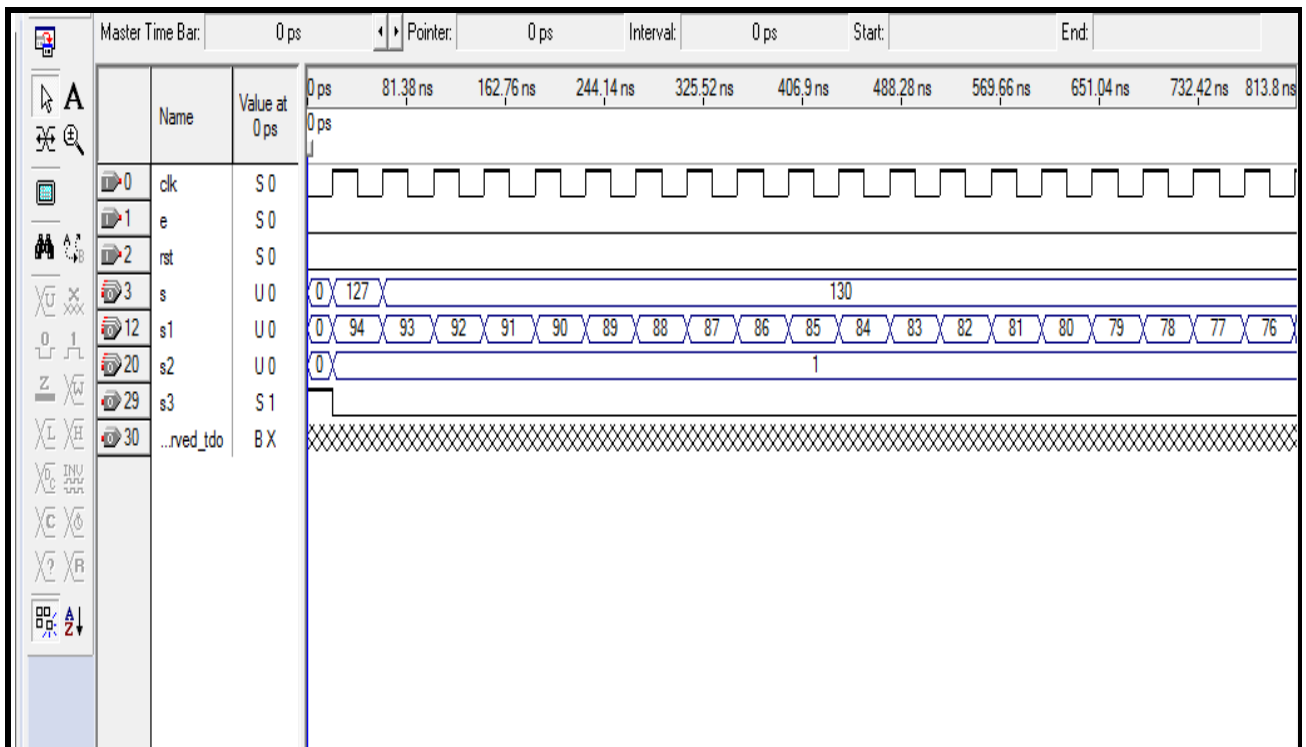 Master Time Bar: 0 ps Pointer: 0 ps Interval: 0 ps Start: End:
Name Value at 0 ps
0 ps 81.38 ns 162.76 ns 244.14 ns 325.52 ns 406.9 ns 488.28 ns 569.66 ns 651.04 ns 732.42 ns 813.8 ns
0 ps
0 clk S 0
1 e S 0
2 rst S 0
3 s U 0 0 127 130
12 s1 U 0 0 94 93 92 91 90 89 88 87 86 85 84 83 82 81 80 79 78 77 76
20 s2 U 0 0 1
29 s3 S 1
30 ...rved_tdo B X